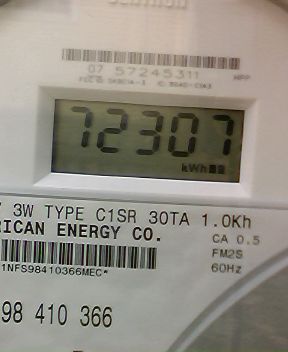 07 57245311
72307
kWh
3W TYPE C1SR 30TA 1.0Kh
RICAN ENERGY CO.
CA 0.5
FM2S
60Hz
1NFS98410366MEC*
98 410 366